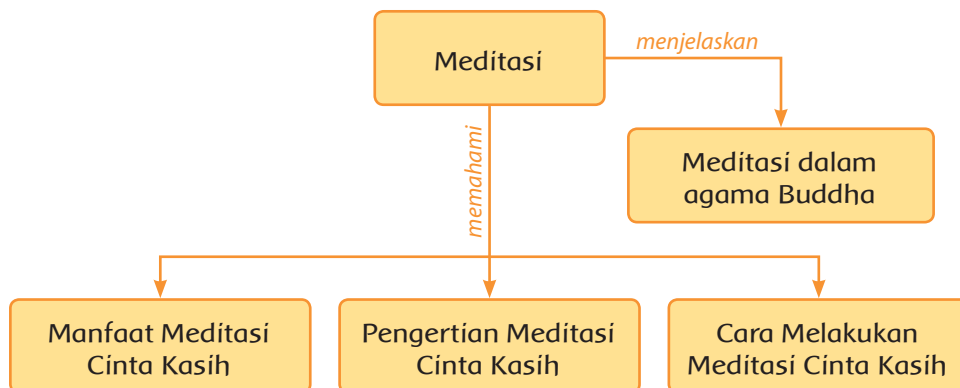 Meditasi
menjelaskan
memahami
Meditasi dalam
agama Buddha
Manfaat Meditasi
Cinta Kasih
Pengertian Meditasi
Cinta Kasih
Cara Melakukan
Meditasi Cinta Kasih